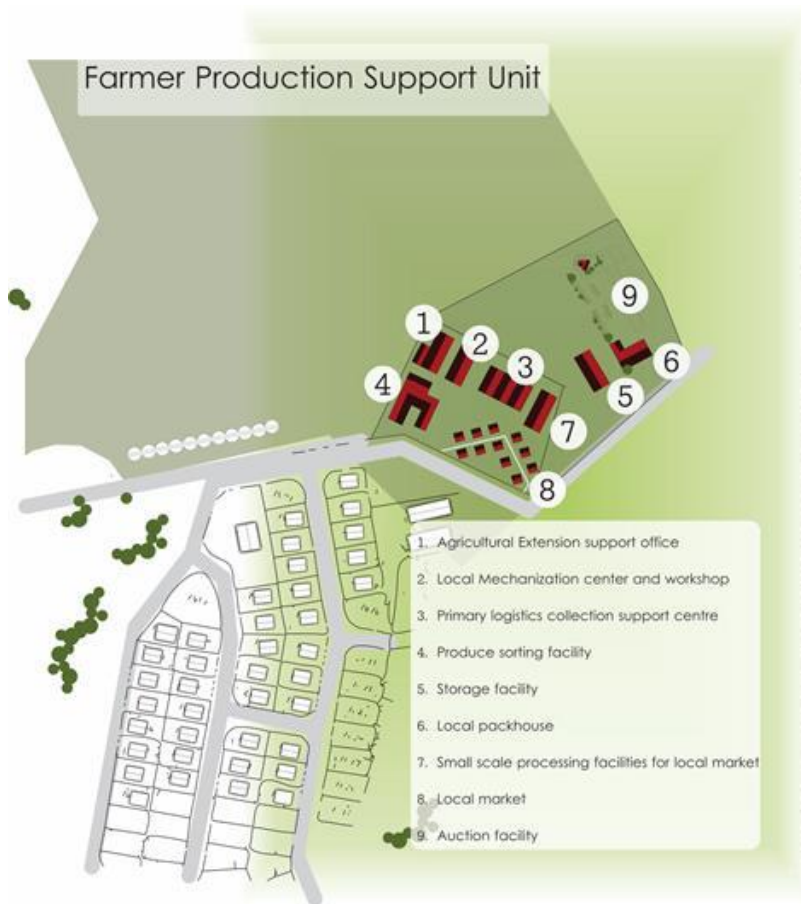 Farmer Production Support Unit
1
2
3
4
5
6
7
8
9
1. Agricultural Extension support office
2. Local Mechanization center and workshop
3. Primary logistics collection support centre
4. Produce sorting facility
5. Storage facility
6. Local packhouse
7. Small scale processing facilities for local market
8. Local market
9. Auction facility